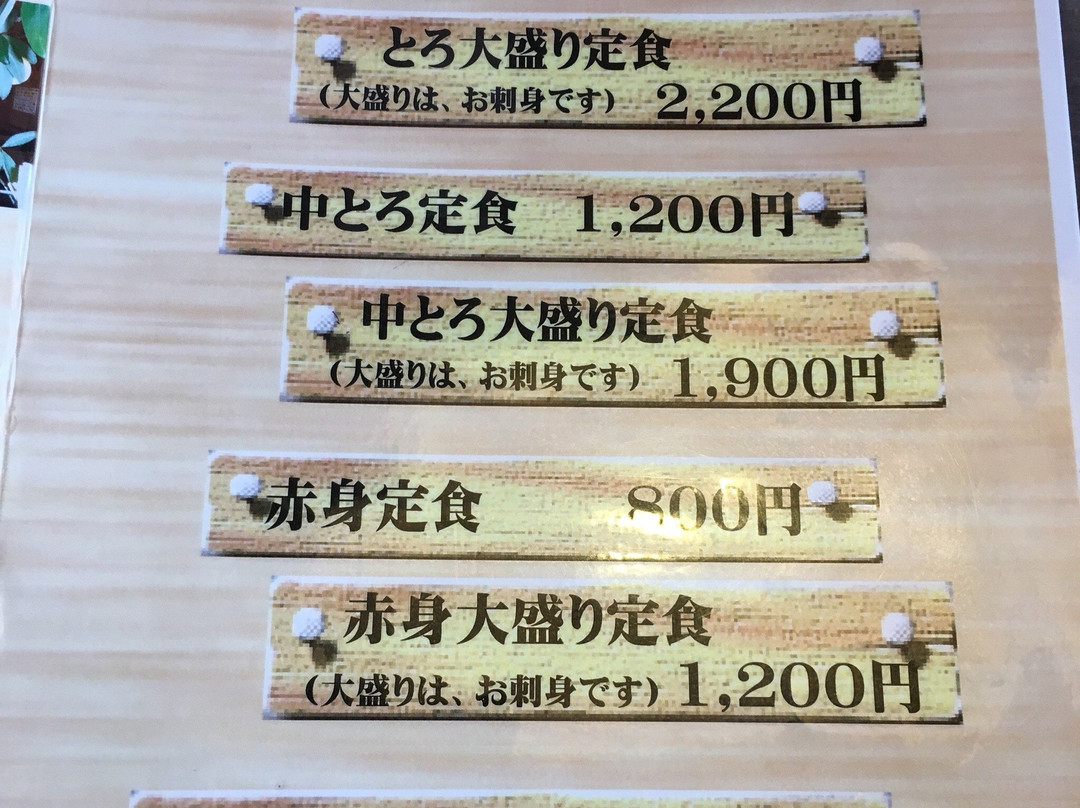 とろ大盛り定食
（大盛りは、お刺身です） 2,200円
中とろ定食 1,200円
中とろ大盛り定食
（大盛りは、お刺身です） 1,900円
赤身定食 800円
赤身大盛り定食
（大盛りは、お刺身です） 1,200円